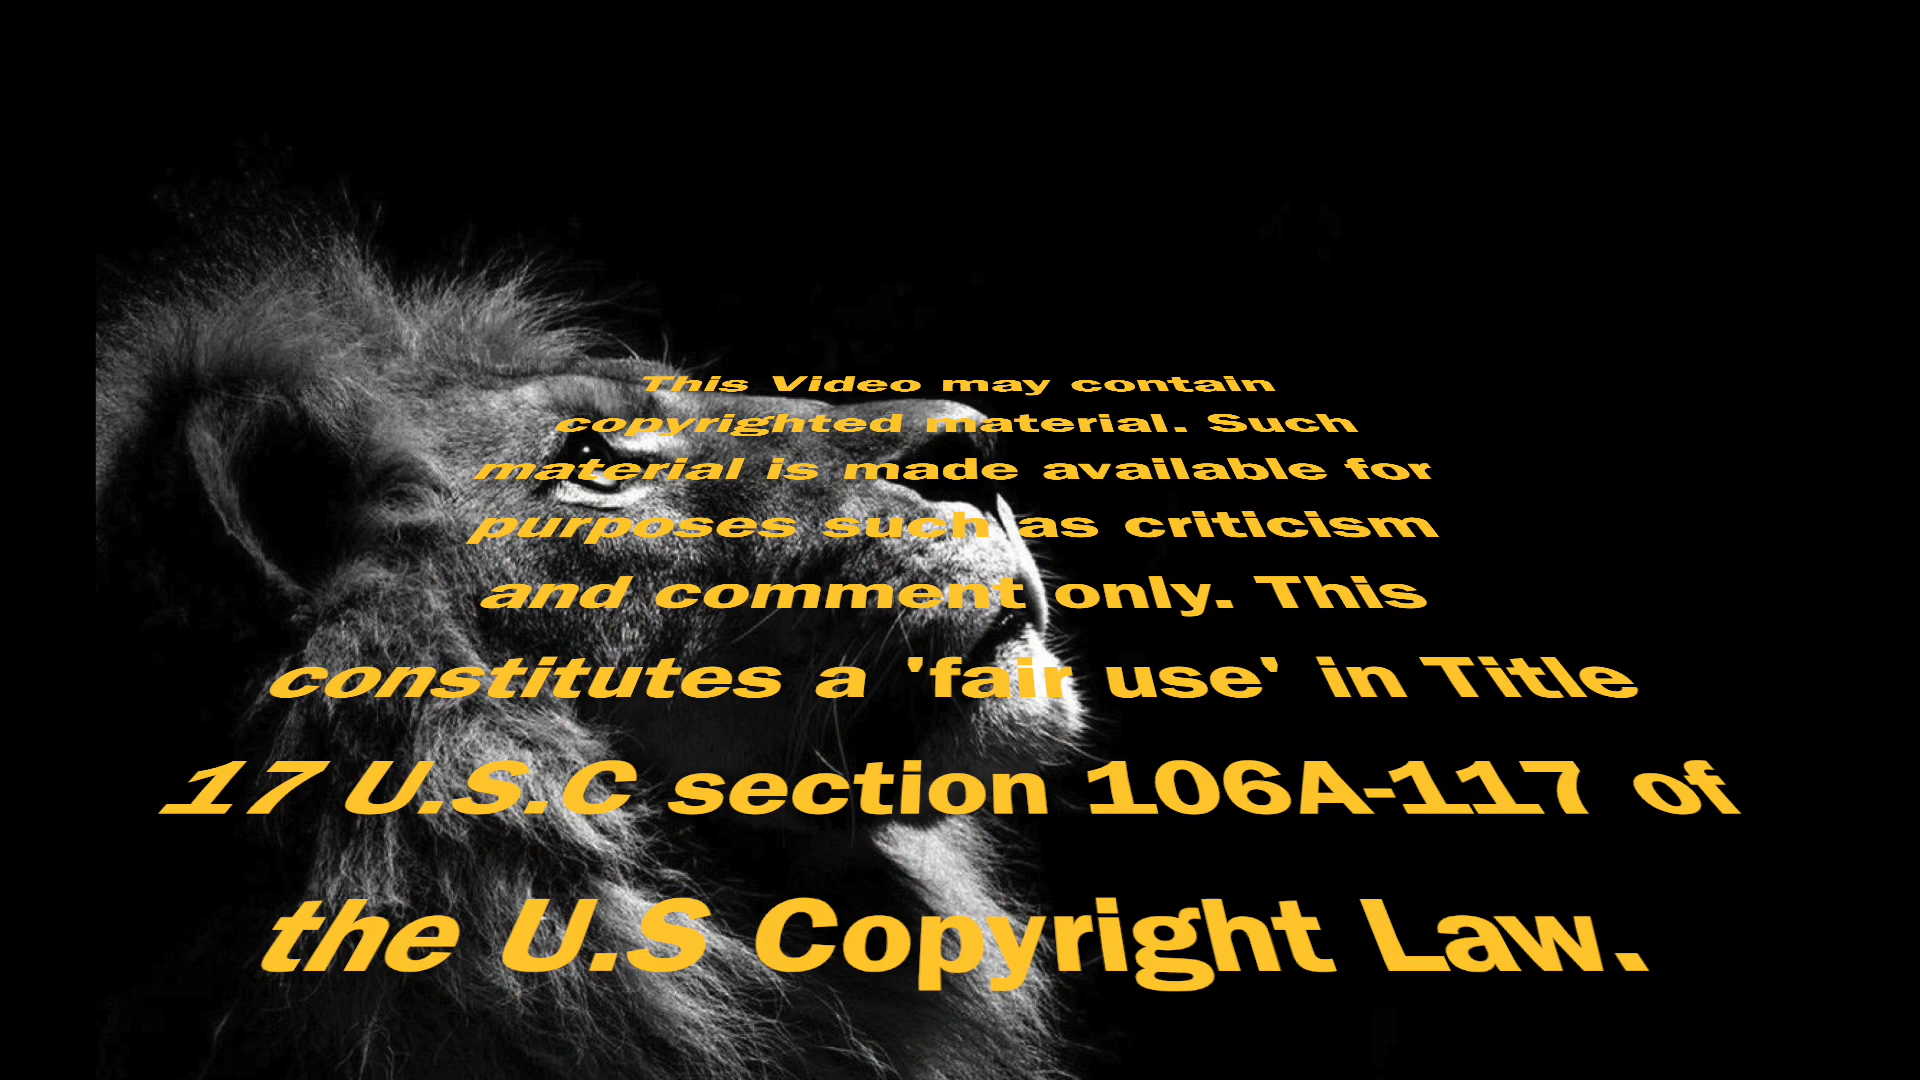 This Video may contain
copyrighted material. Such
material is made available for
purposes such as criticism
and comment only. This
constitutes a 'fair use' in Title
17 U.S.C section 106A-117 of
the U.S Copyright Law.